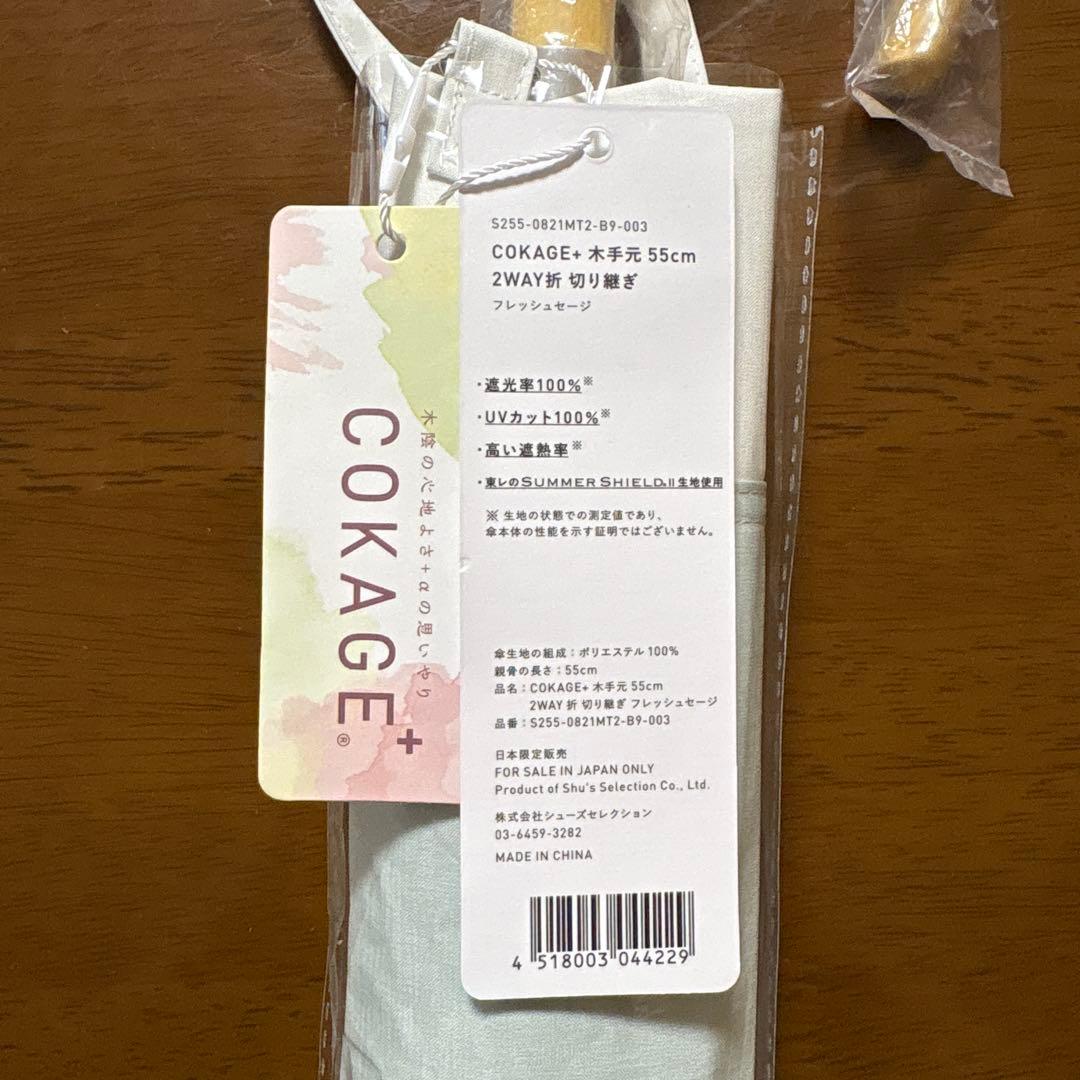 S255-0821MT2-B9-003
COKAGE+ 木手元 55cm
2WAY折 切り継ぎ
フレッシュセージ
・遮光率100%※
・UVカット100%※
・高い遮熱率※
・東レのSUMMER SHIELD®II生地使用
※ 生地の状態での測定値であり、
傘本体の性能を示す証明ではございません。
傘生地の組成：ポリエステル 100%
親骨の長さ：55cm
品名：COKAGE+ 木手元 55cm
2WAY 折 切り継ぎ フレッシュセージ
品番：S255-0821MT2-B9-003
日本限定販売
FOR SALE IN JAPAN ONLY
Product of Shu's Selection Co., Ltd.
株式会社シューズセレクション
03-6459-3282
MADE IN CHINA
4 518003 044229
木陰の心地よさ+αの思いやり
COKAGE+®